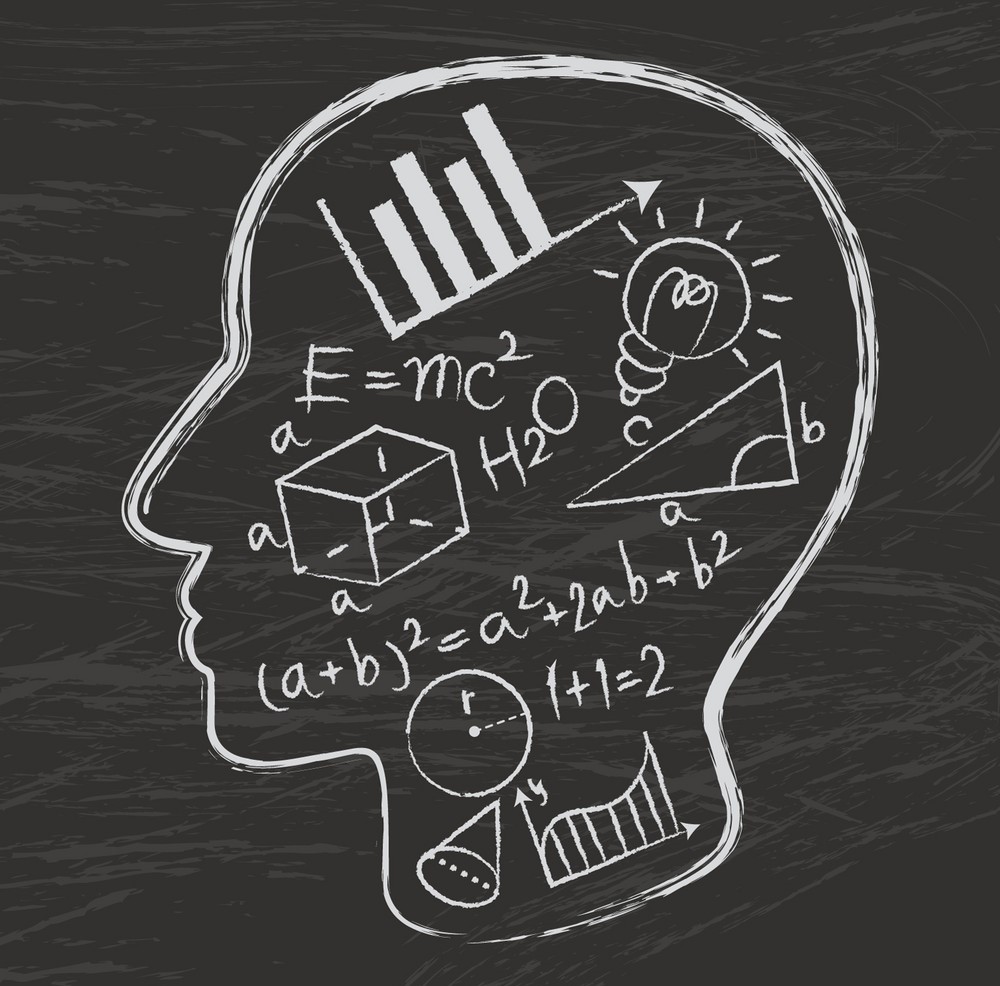 E = mc²
H2O
a
c
b
a
a
a
(a+b)² = a² + 2ab + b²
r
1+1=2
y